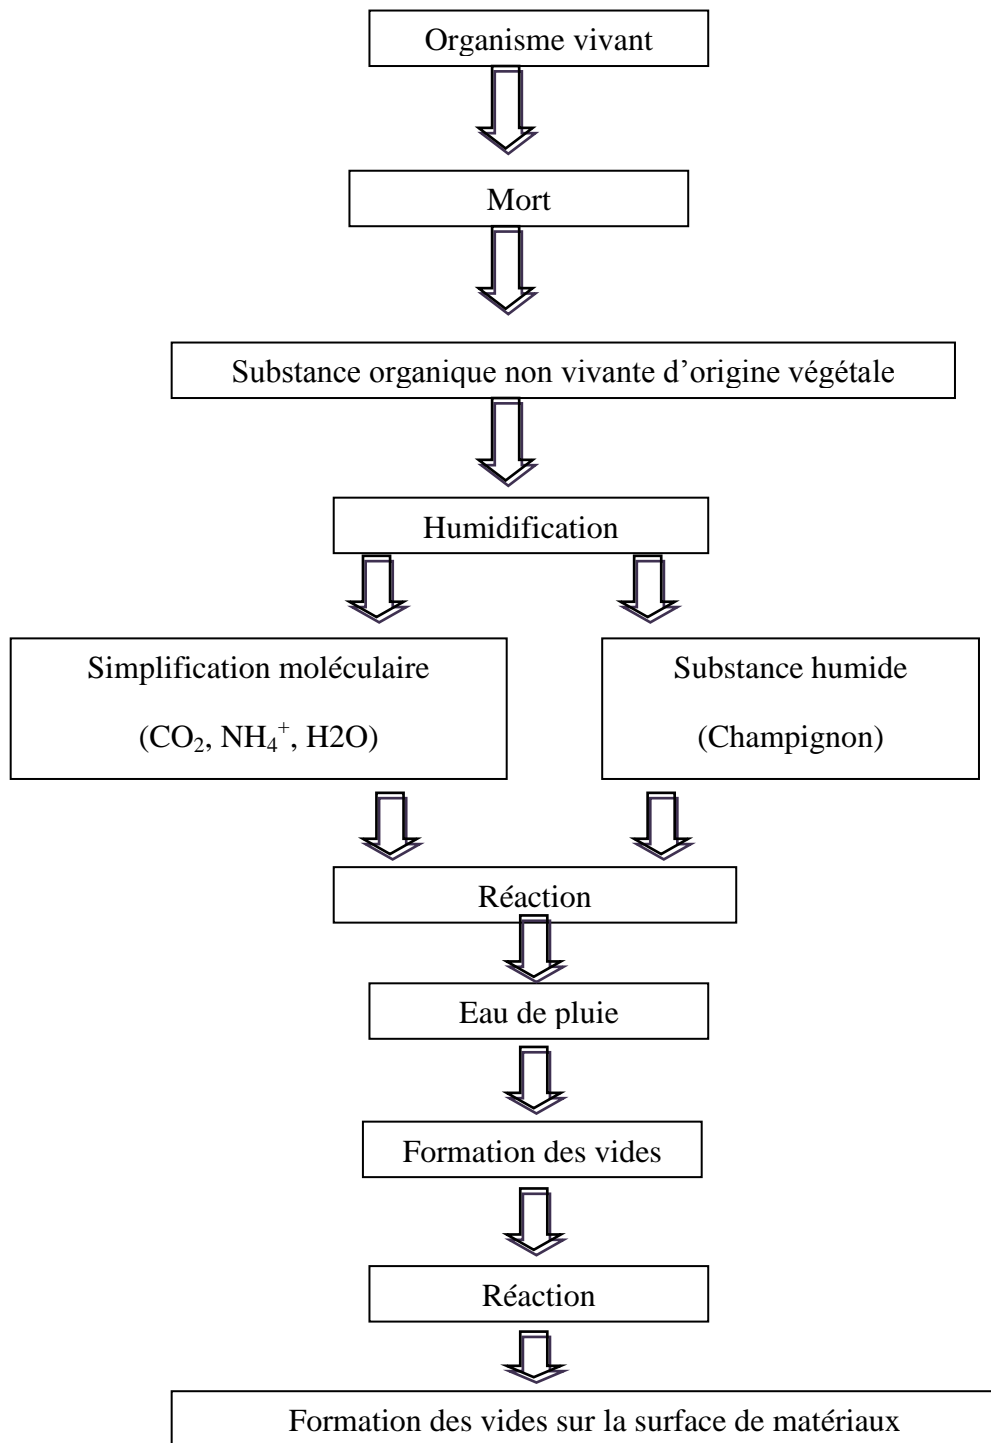 Organisme vivant
Mort
Substance organique non vivante d’origine végétale
Humidification
Simplification moléculaire
(CO₂, NH₄⁺, H2O)
Substance humide
(Champignon)
Réaction
Eau de pluie
Formation des vides
Réaction
Formation des vides sur la surface de matériaux